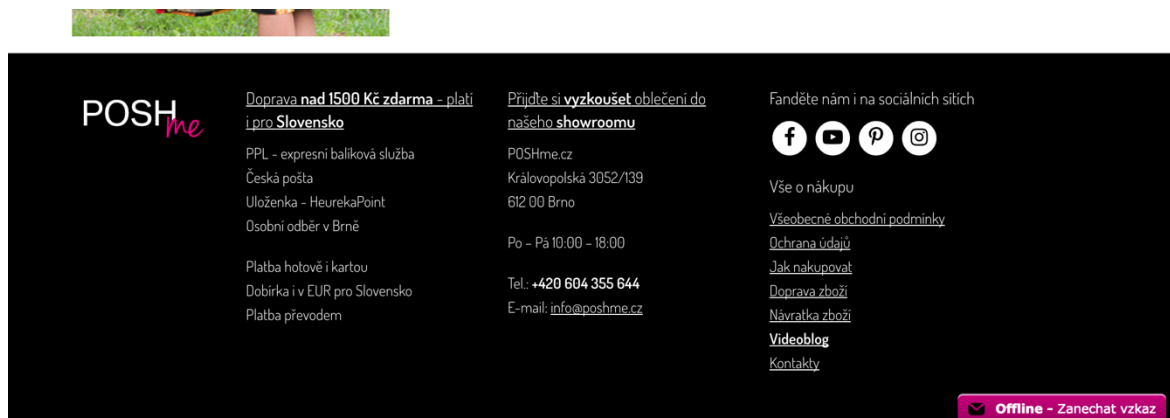 POSH
me
Doprava nad 1500 Kč zdarma - platí
i pro Slovensko
PPL - expresní balíková služba
Česká pošta
Uloženka - HeurekaPoint
Osobní odběr v Brně
Platba hotově i kartou
Dobírka i v EUR pro Slovensko
Platba převodem
Přijďte si vyzkoušet oblečení do
našeho showroomu
POSHme.cz
Královopolská 3052/139
612 00 Brno
Po – Pá 10:00 – 18:00
Tel.: +420 604 355 644
E-mail: info@poshme.cz
Fanděte nám i na sociálních sítích
Vše o nákupu
Všeobecné obchodní podmínky
Ochrana údajů
Jak nakupovat
Doprava zboží
Návratka zboží
Videoblog
Kontakty
Offline - Zanechat vzkaz